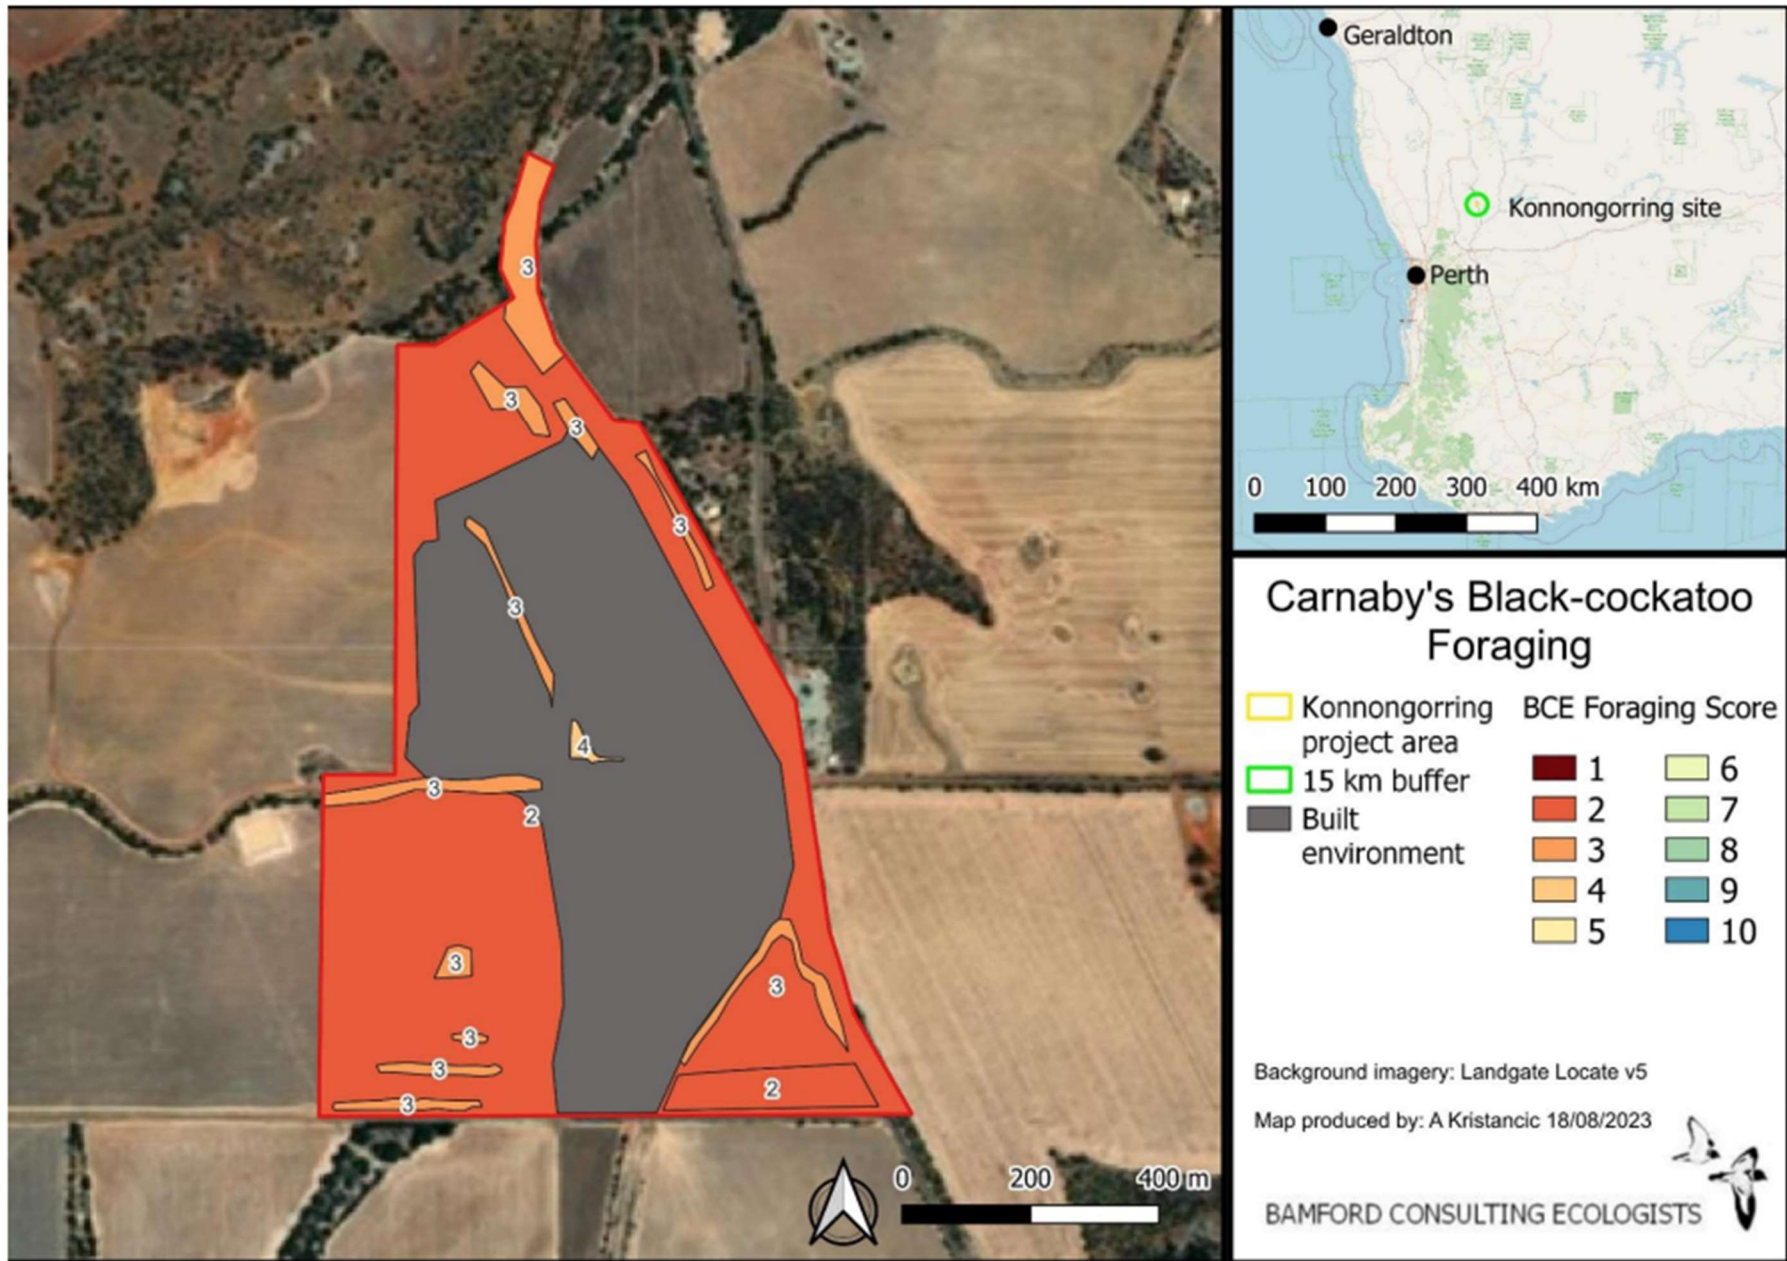 3
3
3
3
3
4
3
2
3
3
3
3
3
2
0 200 400 m
Geraldton
Konnongorring site
Perth
0 100 200 300 400 km
Carnaby's Black-cockatoo
Foraging
Konnongorring
project area
15 km buffer
Built
environment
BCE Foraging Score
1
2
3
4
5
6
7
8
9
10
Background imagery: Landgate Locate v5
Map produced by: A Kristancic 18/08/2023
BAMFORD CONSULTING ECOLOGISTS